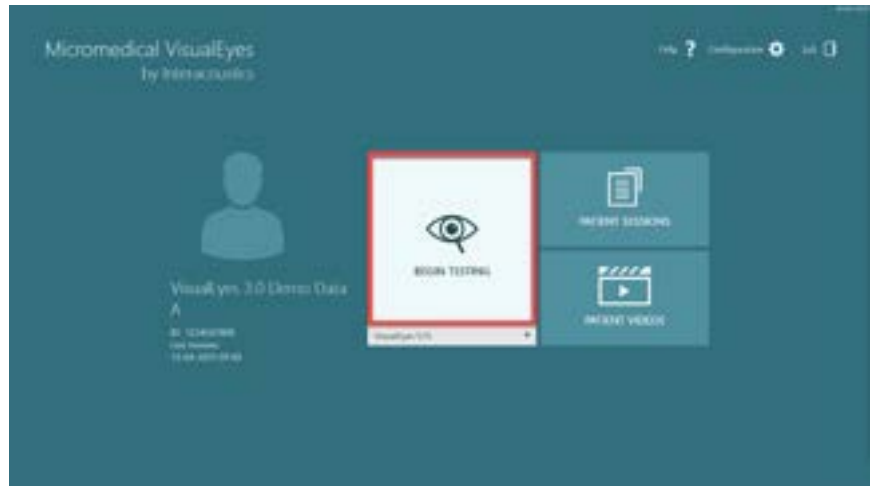 Micromedical VisualEyes
by Interacoustics
Help ? Configuration Exit
BEGIN TESTING
PATIENT SESSIONS
PATIENT VIDEOS
VisualEyes 3.0 Demo Data
A